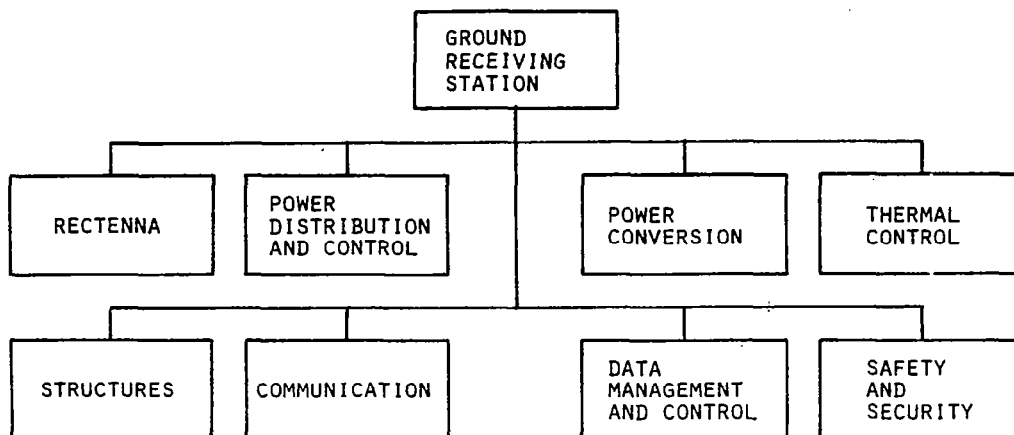 GROUND
RECEIVING
STATION
RECTENNA
POWER
DISTRIBUTION
AND CONTROL
POWER
CONVERSION
THERMAL
CONTROL
STRUCTURES
COMMUNICATION
DATA
MANAGEMENT
AND CONTROL
SAFETY
AND
SECURITY